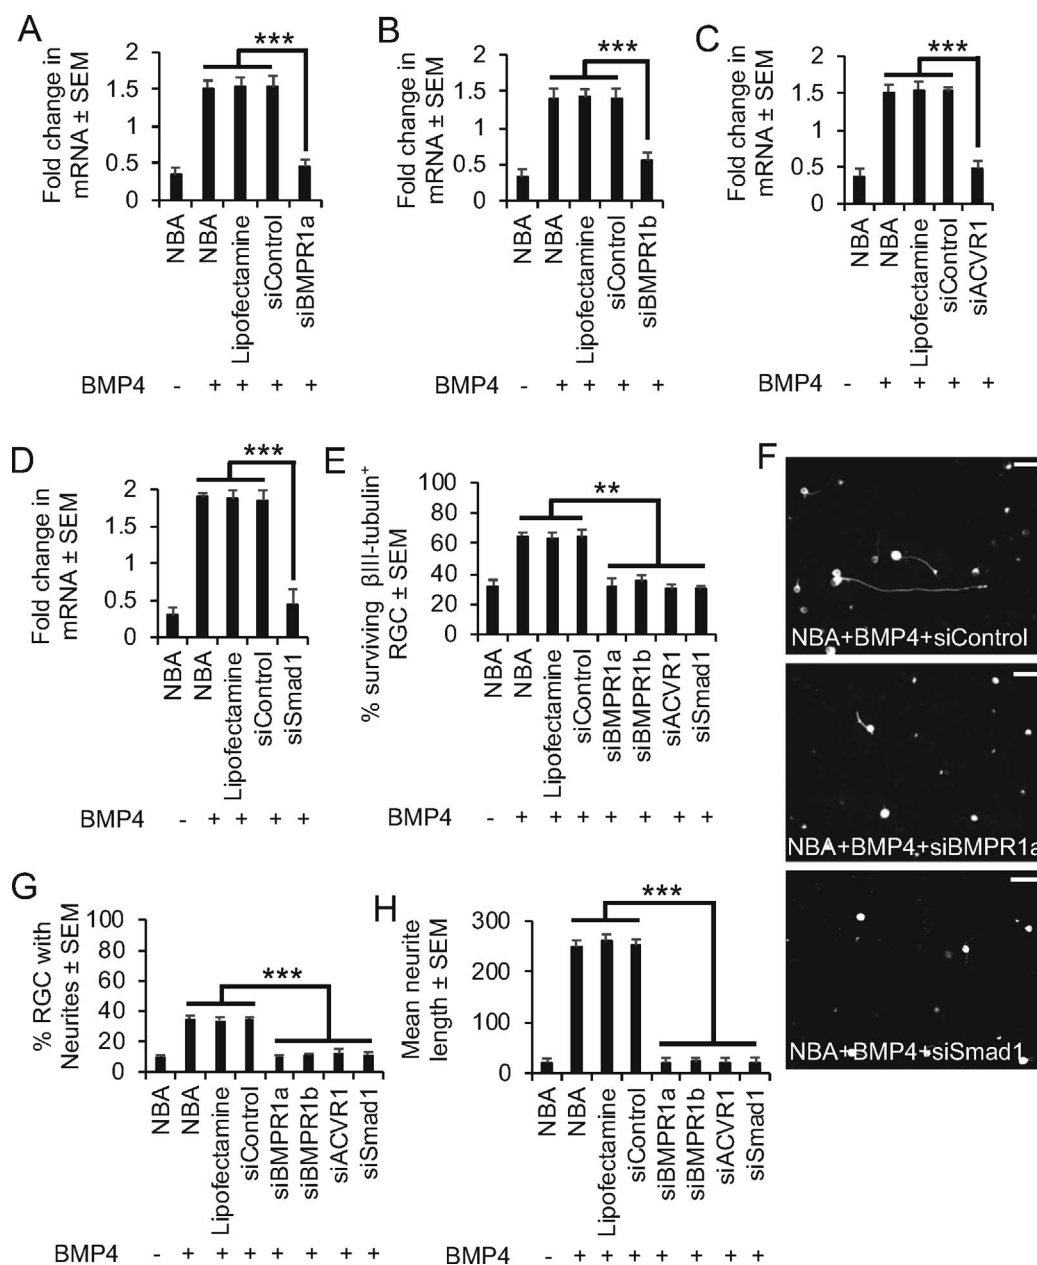 A
Fold change in
mRNA ± SEM
2
1.5
1
0.5
0
***
NBA
NBA
Lipofectamine
siControl
siBMPR1a
BMP4 - + + + +
B
Fold change in
mRNA ± SEM
2
1.5
1
0.5
0
***
NBA
NBA
Lipofectamine
siControl
siBMPR1b
BMP4 - + + + +
C
Fold change in
mRNA ± SEM
2
1.5
1
0.5
0
***
NBA
NBA
Lipofectamine
siControl
siACVR1
BMP4 - + + + +
D
Fold change in
mRNA ± SEM
2
1.5
1
0.5
0
***
NBA
NBA
Lipofectamine
siControl
siSmad1
BMP4 - + + + +
E
% surviving βIII-tubulin+
RGC ± SEM
100
80
60
40
20
0
**
NBA
NBA
Lipofectamine
siControl
siBMPR1a
siBMPR1b
siACVR1
siSmad1
BMP4 - + + + + + + +
F
NBA+BMP4+siControl
NBA+BMP4+siBMPR1a
NBA+BMP4+siSmad1
G
% RGC with
Neurites ± SEM
100
80
60
40
20
0
***
NBA
NBA
Lipofectamine
siControl
siBMPR1a
siBMPR1b
siACVR1
siSmad1
BMP4 - + + + + + + +
H
Mean neurite
length ± SEM
300
200
100
0
***
NBA
NBA
Lipofectamine
siControl
siBMPR1a
siBMPR1b
siACVR1
siSmad1
BMP4 - + + + + + + +